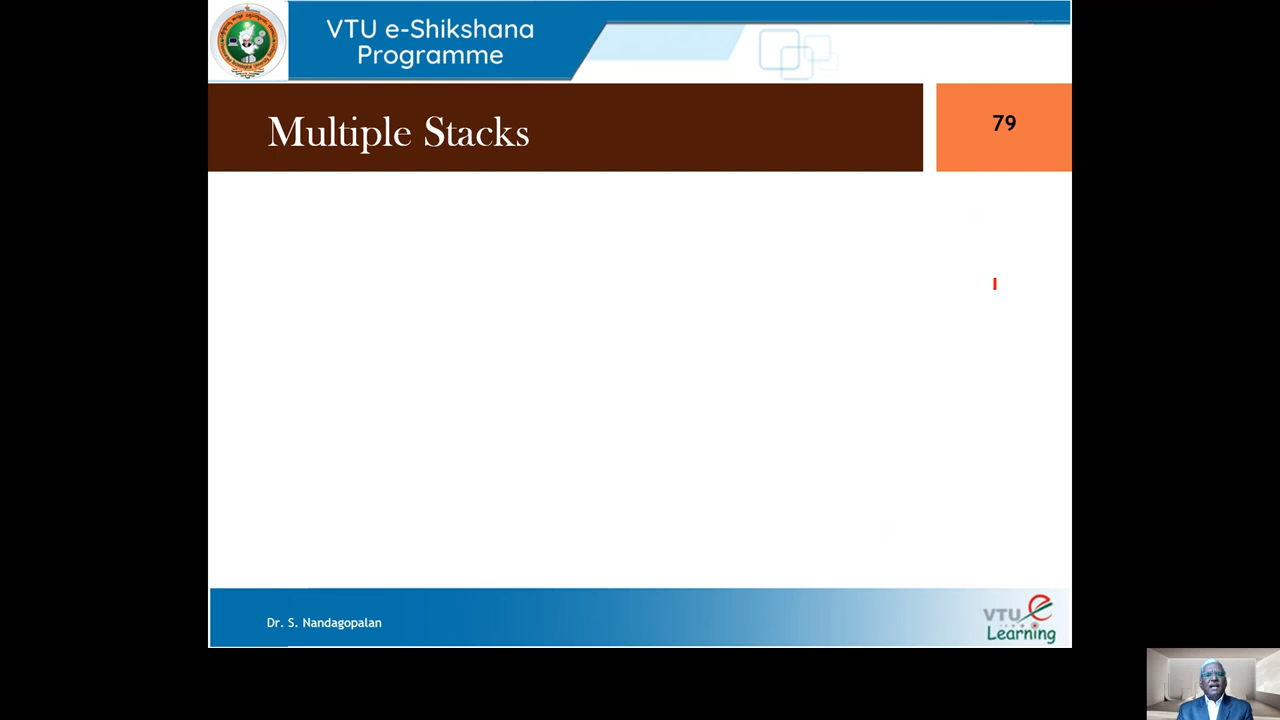 VTU e-Shikshana
Programme
Multiple Stacks
79
Dr. S. Nandagopalan
VTU e
Learning